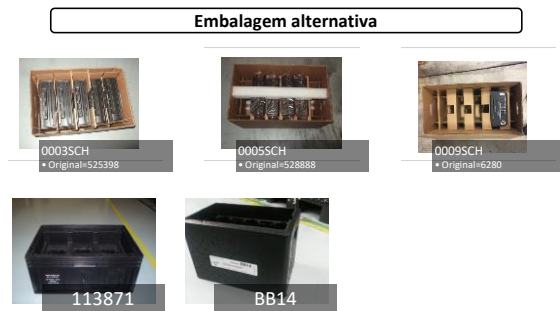 Embalagem alternativa
0003SCH
• Original=525398
0005SCH
• Original=528888
0009SCH
• Original=6280
113871
BB14